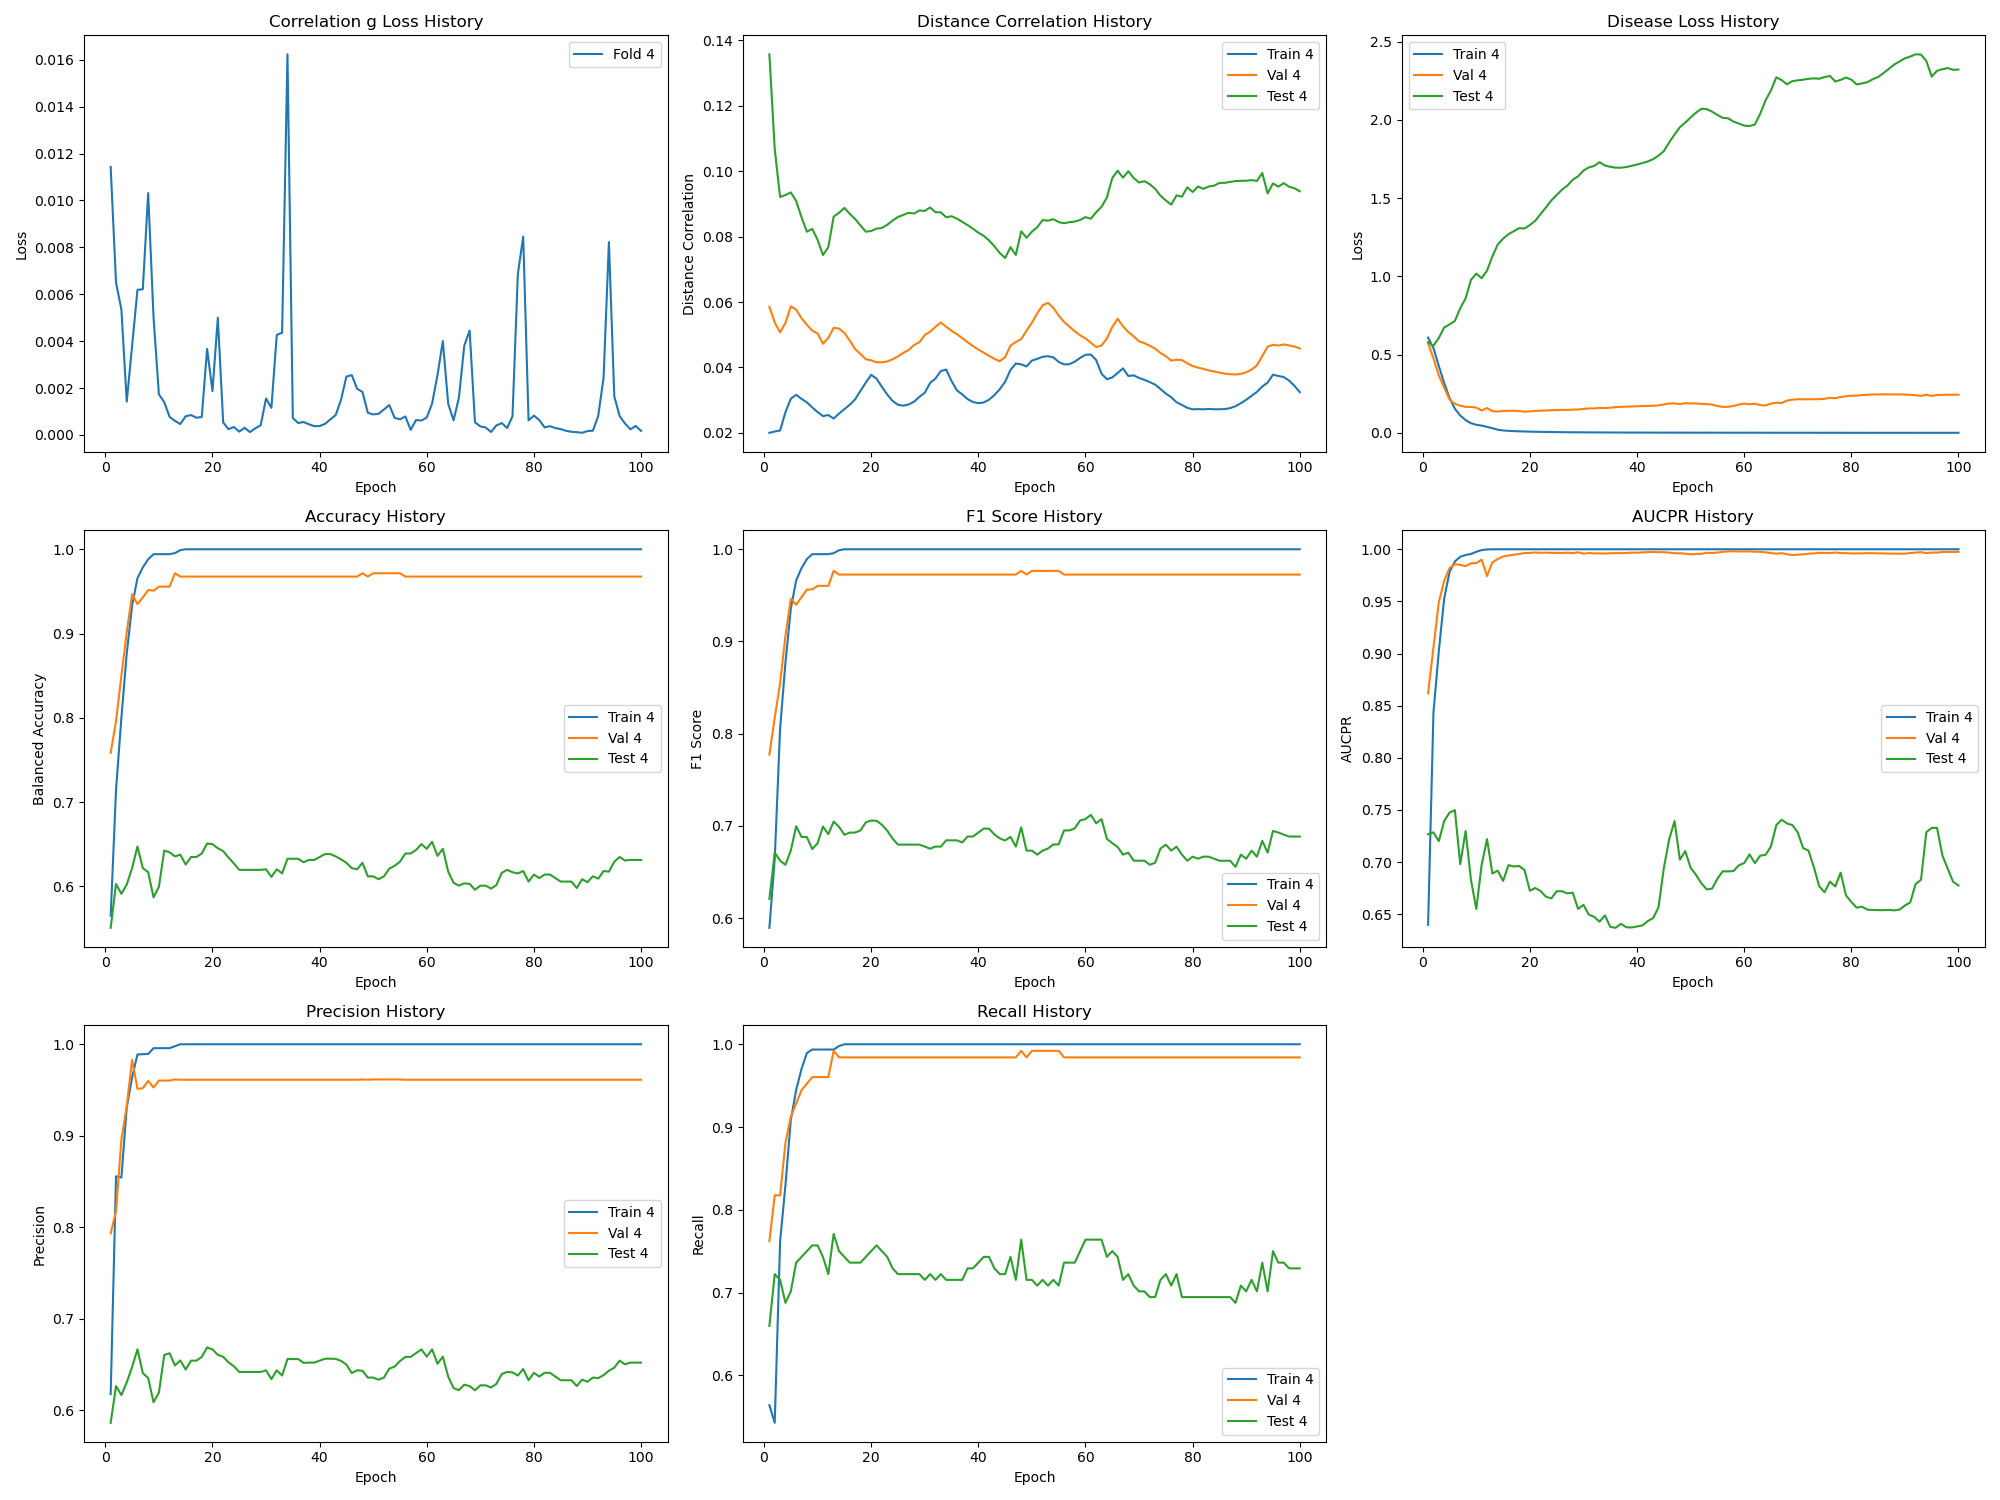 Correlation g Loss History
Loss
0.016
0.014
0.012
0.010
0.008
0.006
0.004
0.002
0.000
Fold 4
0 20 40 60 80 100
Epoch
Distance Correlation History
Distance Correlation
0.14
0.12
0.10
0.08
0.06
0.04
0.02
Train 4
Val 4
Test 4
0 20 40 60 80 100
Epoch
Disease Loss History
Loss
2.5
2.0
1.5
1.0
0.5
0.0
Train 4
Val 4
Test 4
0 20 40 60 80 100
Epoch
Accuracy History
Balanced Accuracy
1.0
0.9
0.8
0.7
0.6
Train 4
Val 4
Test 4
0 20 40 60 80 100
Epoch
F1 Score History
F1 Score
1.0
0.9
0.8
0.7
0.6
Train 4
Val 4
Test 4
0 20 40 60 80 100
Epoch
AUCPR History
AUCPR
1.00
0.95
0.90
0.85
0.80
0.75
0.70
0.65
Train 4
Val 4
Test 4
0 20 40 60 80 100
Epoch
Precision History
Precision
1.0
0.9
0.8
0.7
0.6
Train 4
Val 4
Test 4
0 20 40 60 80 100
Epoch
Recall History
Recall
1.0
0.9
0.8
0.7
0.6
Train 4
Val 4
Test 4
0 20 40 60 80 100
Epoch